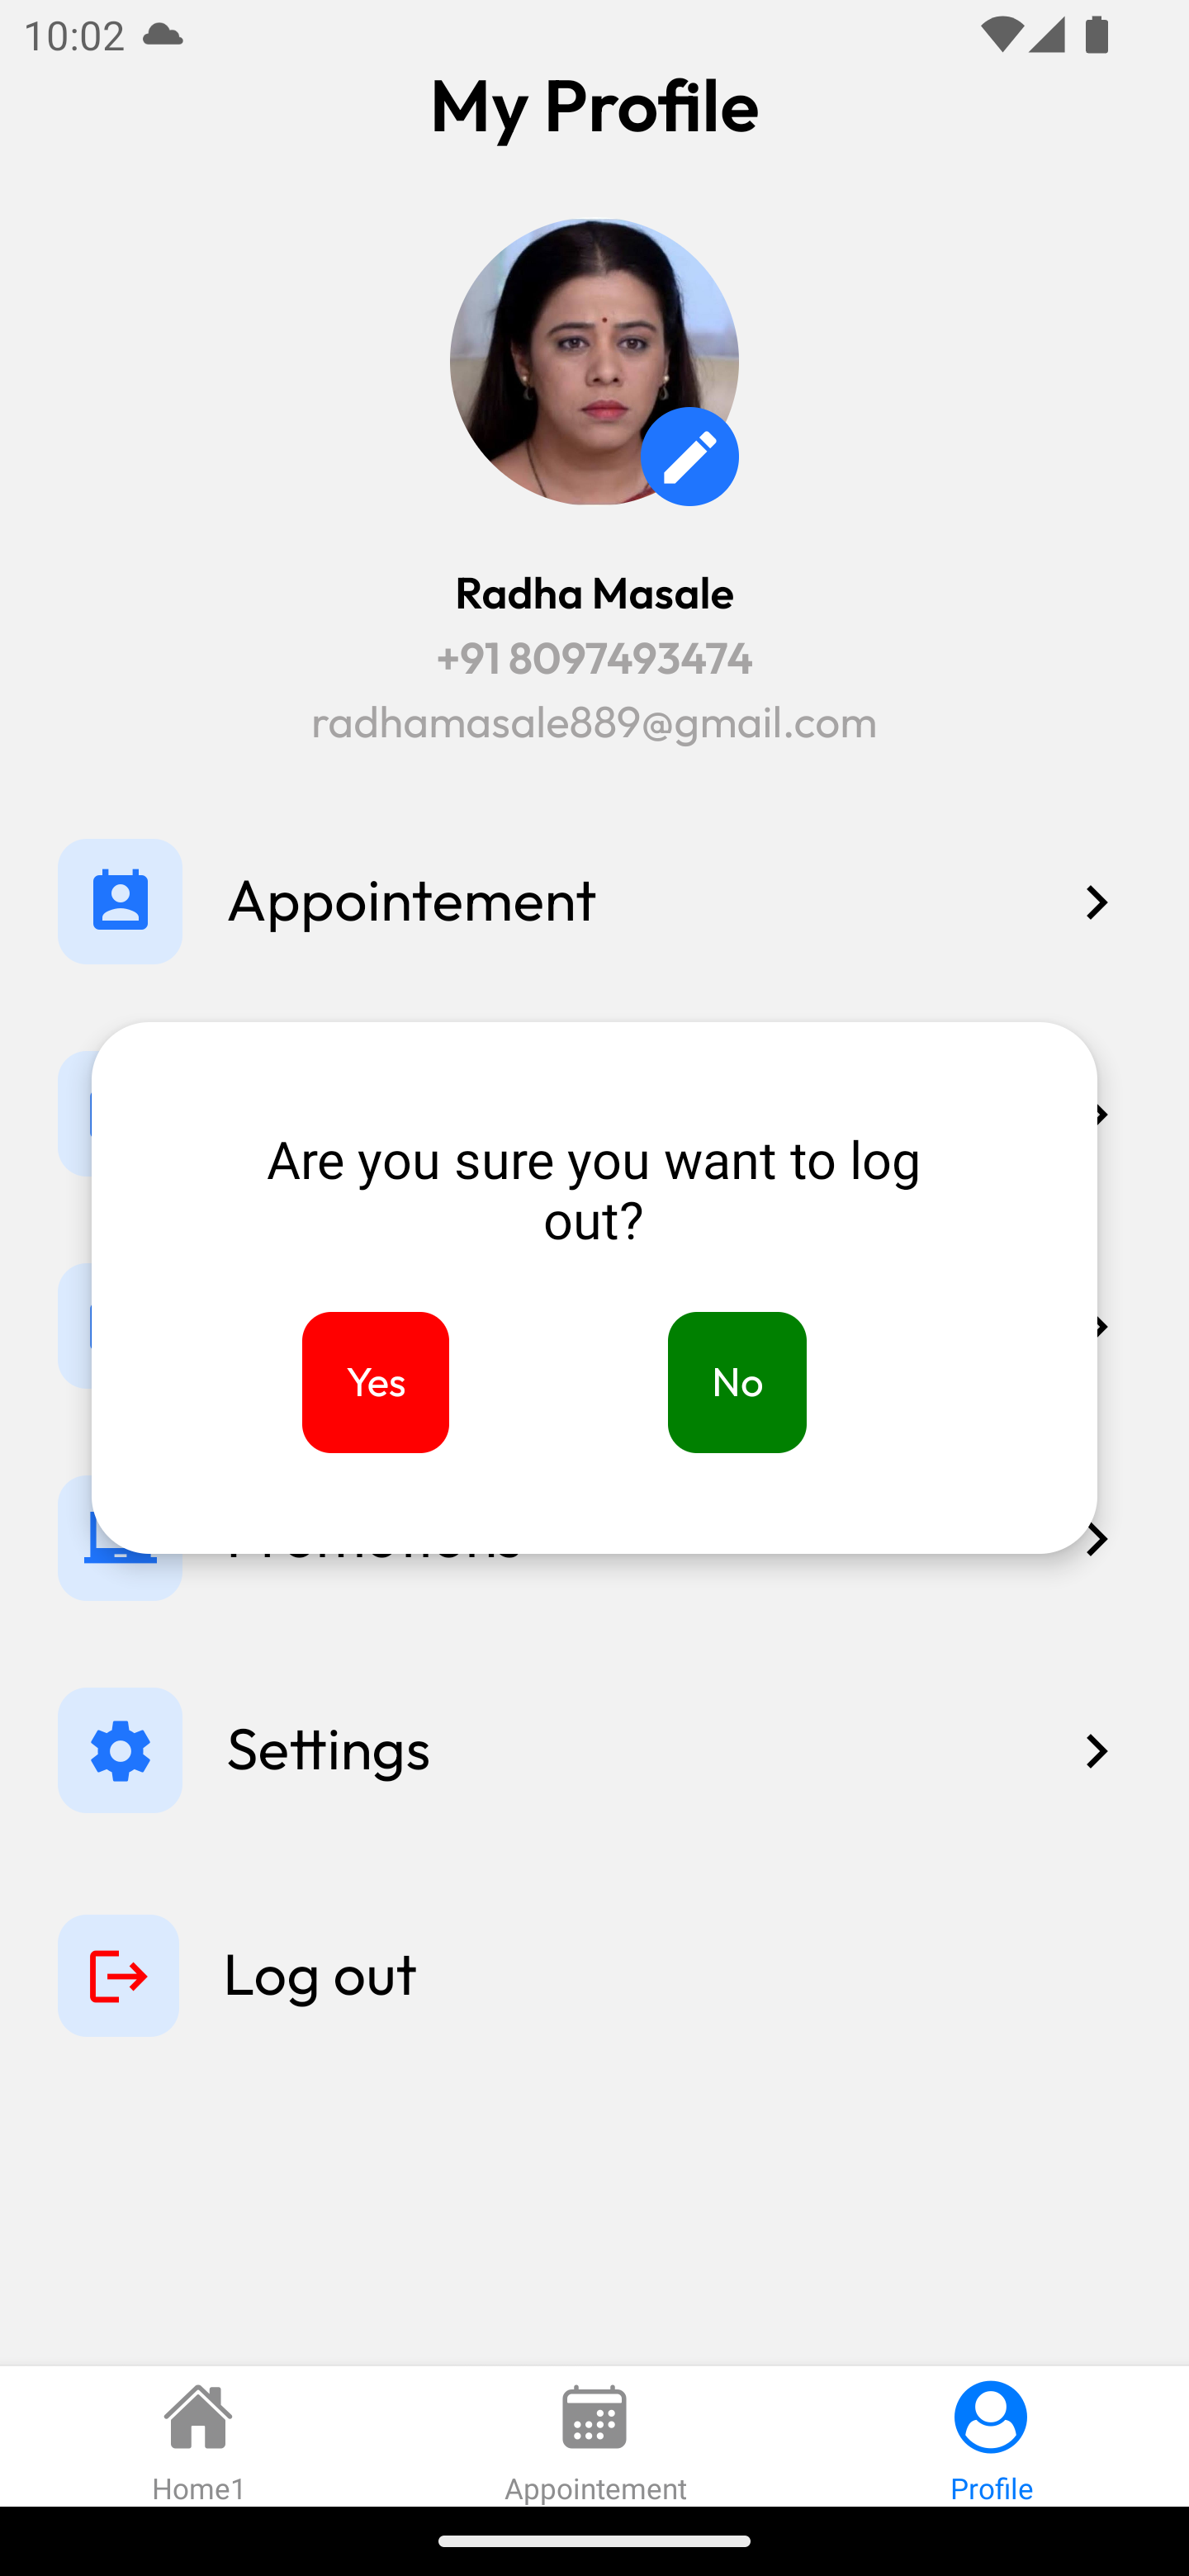 10:02
My Profile
Radha Masale
+91 8097493474
radhamasale889@gmail.com
Appointement
Are you sure you want to log
out?
Yes
No
Promotions
Settings
Log out
Home1
Appointement
Profile